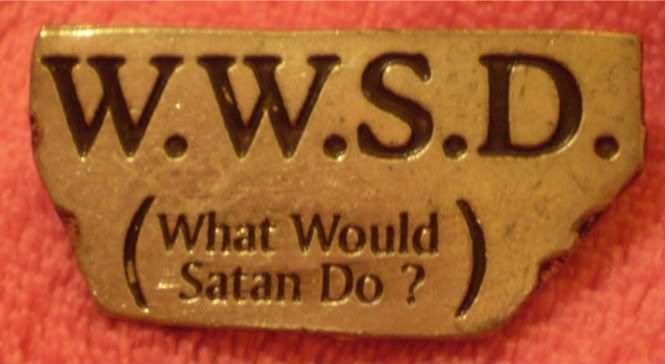 W.W.S.D.
(What Would
Satan Do ?)